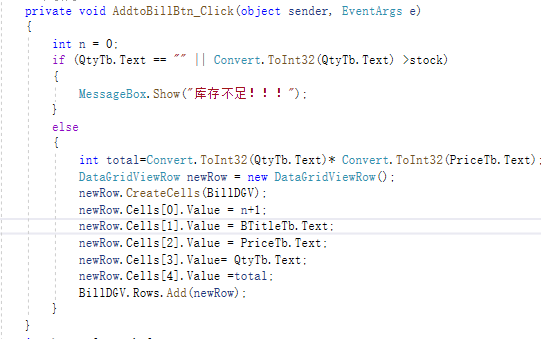 private void AddtoBillBtn_Click(object sender, EventArgs e)
{
int n = 0;
if (QtyTb.Text == "" || Convert.ToInt32(QtyTb.Text) >stock)
{
MessageBox.Show("库存不足！！！");
}
else
{
int total=Convert.ToInt32(QtyTb.Text)* Convert.ToInt32(PriceTb.Text);
DataGridViewRow newRow = new DataGridViewRow();
newRow.CreateCells(BillDGV);
newRow.Cells[0].Value = n+1;
newRow.Cells[1].Value = BTitleTb.Text;
newRow.Cells[2].Value = PriceTb.Text;
newRow.Cells[3].Value= QtyTb.Text;
newRow.Cells[4].Value =total;
BillDGV.Rows.Add(newRow);
}
}